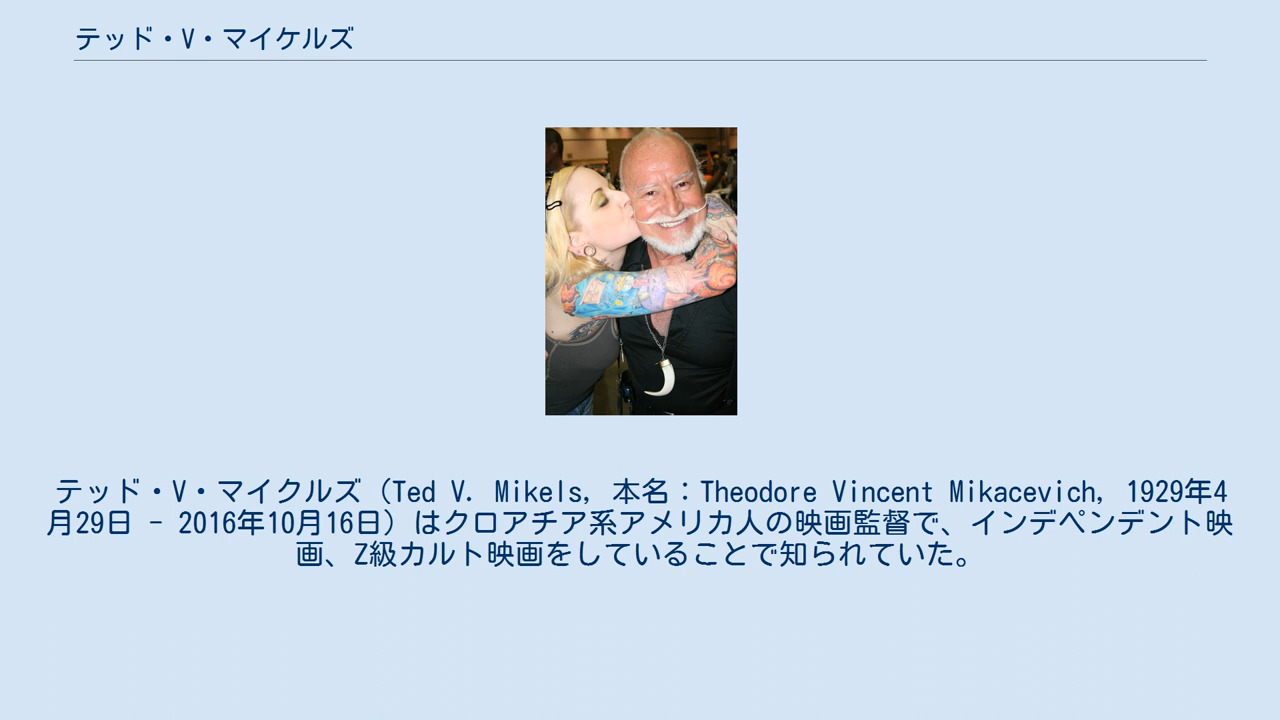 テッド・V・マイケルズ
テッド・V・マイクルズ（Ted V. Mikels, 本名：Theodore Vincent Mikacevich, 1929年4
月29日 - 2016年10月16日）はクロアチア系アメリカ人の映画監督で、インデペンデント映
画、Z級カルト映画をしていることで知られていた。